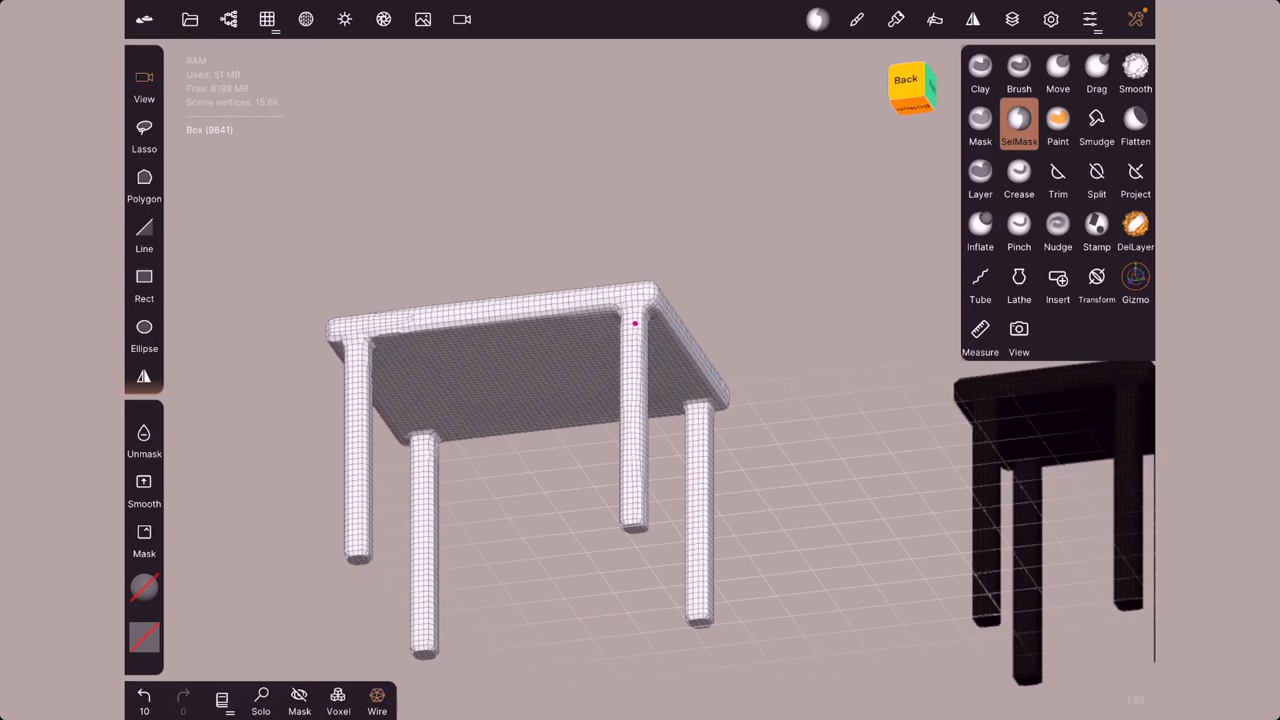 RAM
Used: 51 MB
Free: 6198 MB
Scene vertices: 15.6k
Box (9841)
Back
View
Lasso
Polygon
Line
Rect
Ellipse
Unmask
Smooth
Mask
Clay Brush Move Drag Smooth
Mask SelMask Paint Smudge Flatten
Layer Crease Trim Split Project
Inflate Pinch Nudge Stamp DelLayer
Tube Lathe Insert Transform Gizmo
Measure View
10 0 Solo Mask Voxel Wire
1.65